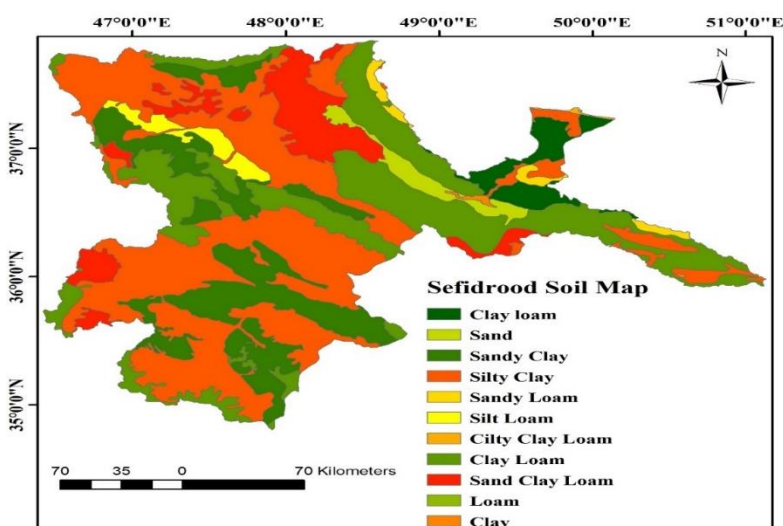 47°0'0"E 48°0'0"E 49°0'0"E 50°0'0"E 51°0'0"E
N
37°0'0"N
36°0'0"N
35°0'0"N
Sefidrood Soil Map
Clay loam
Sand
Sandy Clay
Silty Clay
Sandy Loam
Silt Loam
Cilty Clay Loam
Clay Loam
Sand Clay Loam
Loam
Clay
70 35 0 70 Kilometers